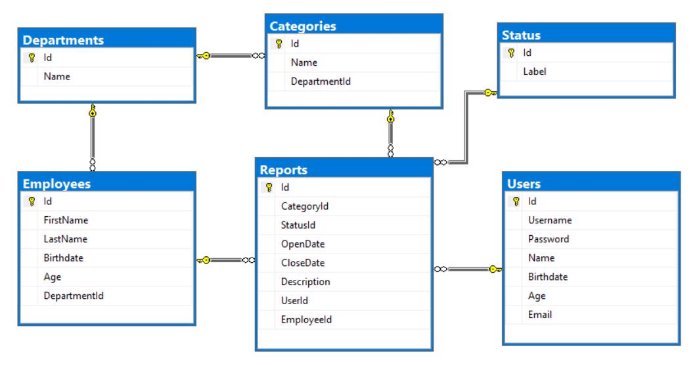 Departments
Id
Name
Categories
Id
Name
DepartmentId
Status
Id
Label
Employees
Id
FirstName
LastName
Birthdate
Age
DepartmentId
Reports
Id
CategoryId
StatusId
OpenDate
CloseDate
Description
UserId
EmployeeId
Users
Id
Username
Password
Name
Birthdate
Age
Email